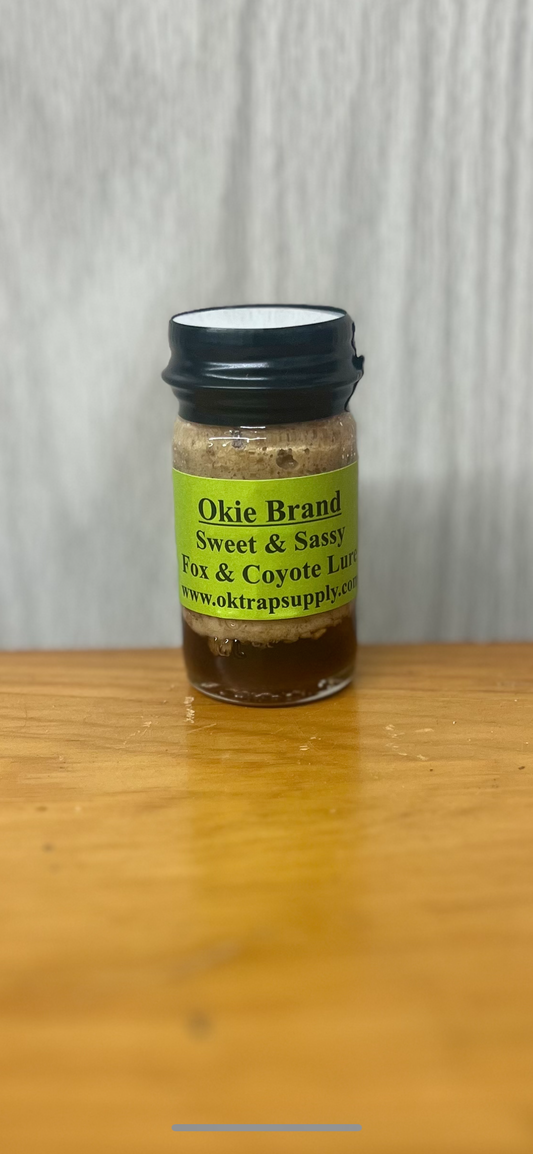 Okie Brand
Sweet & Sassy
Fox & Coyote Lure
www.oktrapsupply.com